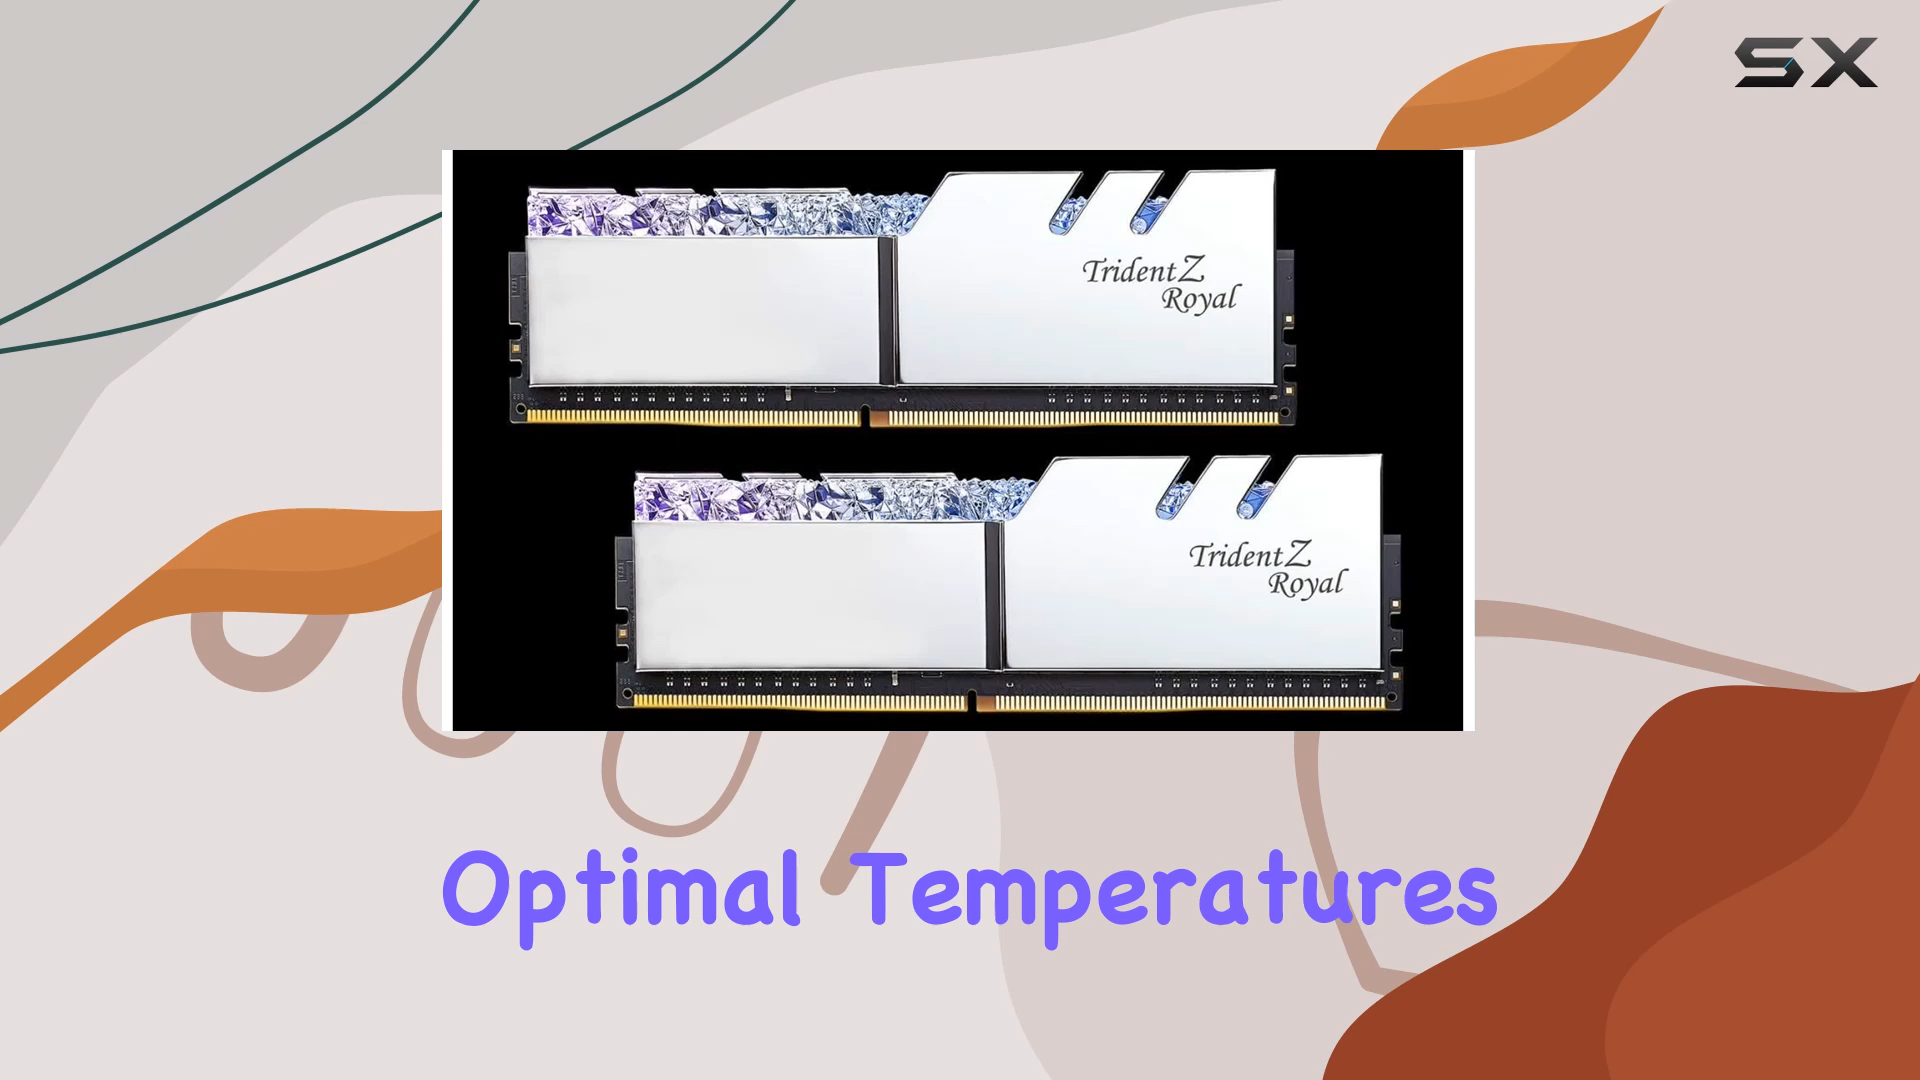 SX
Trident Z
Royal
Trident Z
Royal
Optimal Temperatures